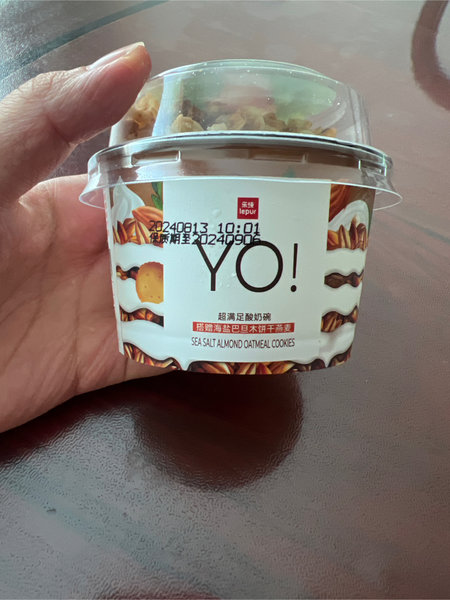 乐纯
lepur
20240813 10:01
保质期至20240906
YO!
超满足酸奶碗
搭赠海盐巴旦木饼干燕麦
SEA SALT ALMOND OATMEAL COOKIES